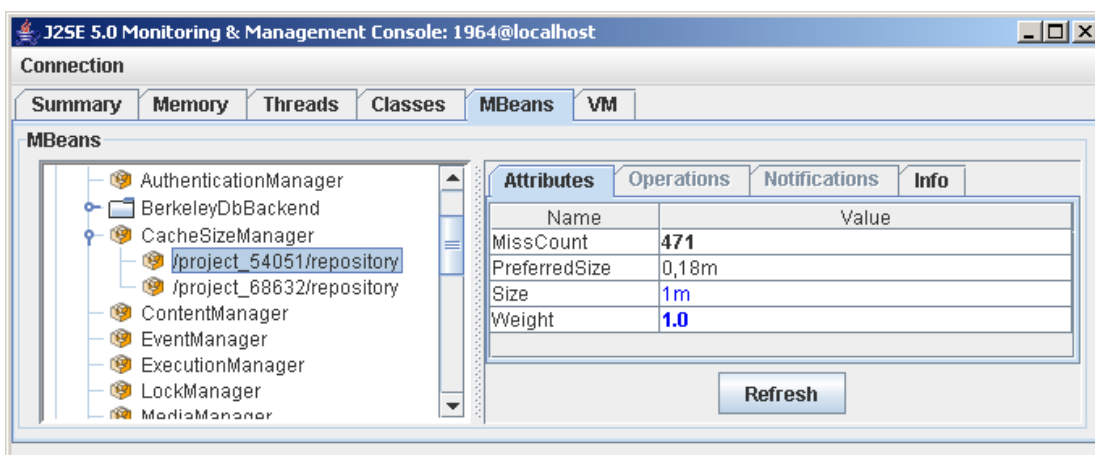 J2SE 5.0 Monitoring & Management Console: 1964@localhost
Connection
Summary Memory Threads Classes MBeans VM
MBeans
AuthenticationManager
BerkeleyDbBackend
CacheSizeManager
/project_54051/repository
/project_68632/repository
ContentManager
EventManager
ExecutionManager
LockManager
MediaManager
Attributes Operations Notifications Info
Name Value
MissCount 471
PreferredSize 0,18m
Size 1m
Weight 1.0
Refresh